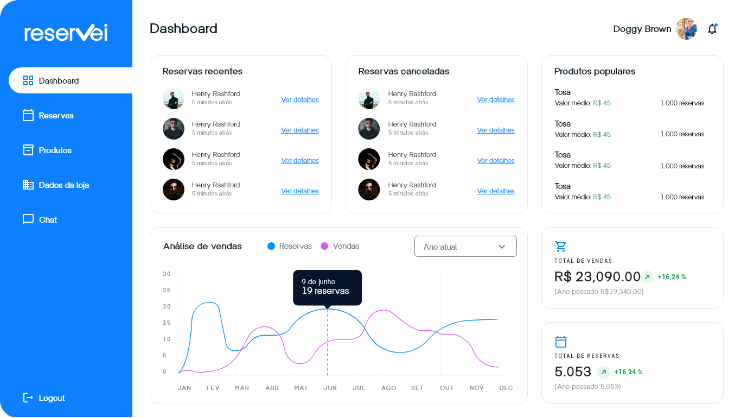 reservei
Dashboard
Reservas
Produtos
Dados da loja
Chat
Logout
Dashboard
Doggy Brown
Reservas recentes
Henry Rashford
5 minutos atrás
Ver detalhes
Henry Rashford
5 minutos atrás
Ver detalhes
Henry Rashford
5 minutos atrás
Ver detalhes
Henry Rashford
5 minutos atrás
Ver detalhes
Reservas canceladas
Henry Rashford
5 minutos atrás
Ver detalhes
Henry Rashford
5 minutos atrás
Ver detalhes
Henry Rashford
5 minutos atrás
Ver detalhes
Henry Rashford
5 minutos atrás
Ver detalhes
Produtos populares
Tosa
Valor médio: R$ 45 1.000 reservas
Tosa
Valor médio: R$ 45 1.000 reservas
Tosa
Valor médio: R$ 45 1.000 reservas
Tosa
Valor médio: R$ 45 1.000 reservas
Análise de vendas
Reservas Vendas
Ano atual
9 de junho
19 reservas
30
25
20
15
10
5
0
JAN FEV MAR ABR MAI JUN JUL AGO SET OUT NOV DEC
TOTAL DE VENDAS
R$ 23,090.00 +16,24 %
(Ano passado R$19,340.00)
TOTAL DE RESERVAS
5.053 +16,24 %
(Ano passado 5.053)